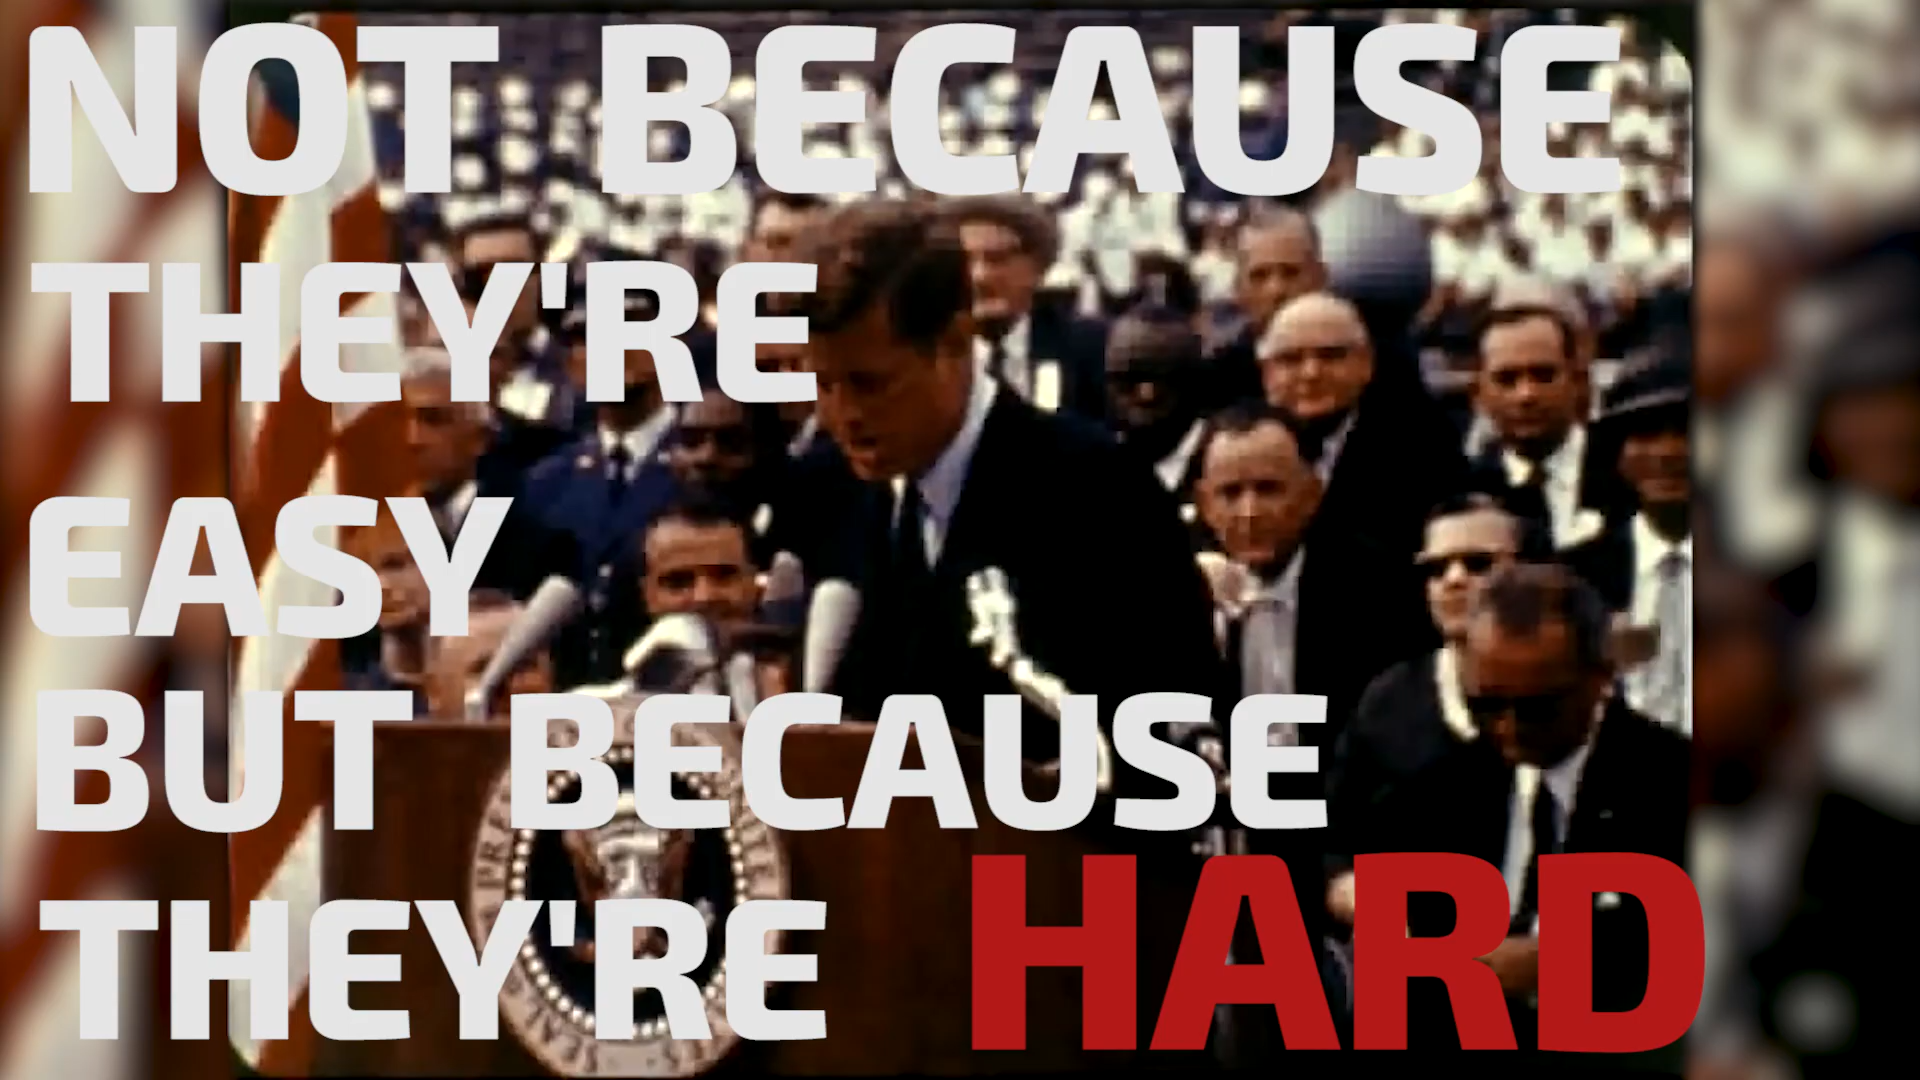 NOT BECAUSE
THEY'RE
EASY
BUT BECAUSE
THEY'RE HARD